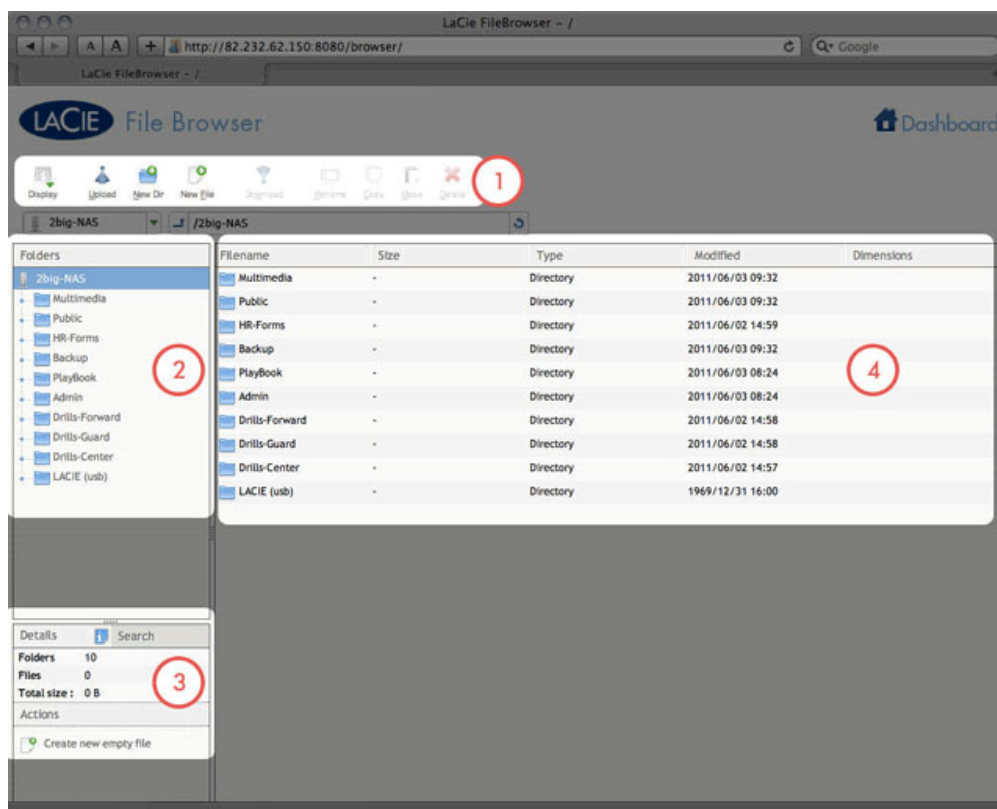 LaCie FileBrowser - /
A A + http://82.232.62.150:8080/browser/ Google
LaCie FileBrowser - /
LACIE File Browser
Dashboard
Display Upload New Dir New File Download Rename Copy Move Delete
1
2big-NAS /2big-NAS
Folders
2big-NAS
Multimedia
Public
HR-Forms
Backup
PlayBook
Admin
Drills-Forward
Drills-Guard
Drills-Center
LACIE (usb)
2
Filename Size Type Modified Dimensions
Multimedia - Directory 2011/06/03 09:32
Public - Directory 2011/06/03 09:32
HR-Forms - Directory 2011/06/02 14:59
Backup - Directory 2011/06/03 09:32
PlayBook - Directory 2011/06/03 08:24
Admin - Directory 2011/06/03 08:24
Drills-Forward - Directory 2011/06/02 14:58
Drills-Guard - Directory 2011/06/02 14:58
Drills-Center - Directory 2011/06/02 14:57
LACIE (usb) - Directory 1969/12/31 16:00
4
Details Search
Folders 10
Files 0
Total size : 0 B
3
Actions
Create new empty file